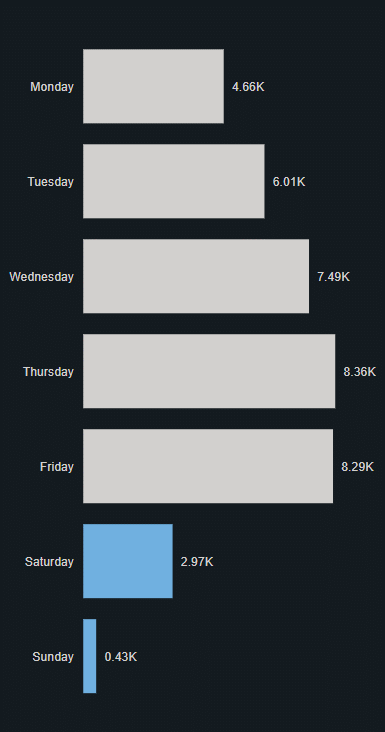 Monday 4.66K
Tuesday 6.01K
Wednesday 7.49K
Thursday 8.36K
Friday 8.29K
Saturday 2.97K
Sunday 0.43K